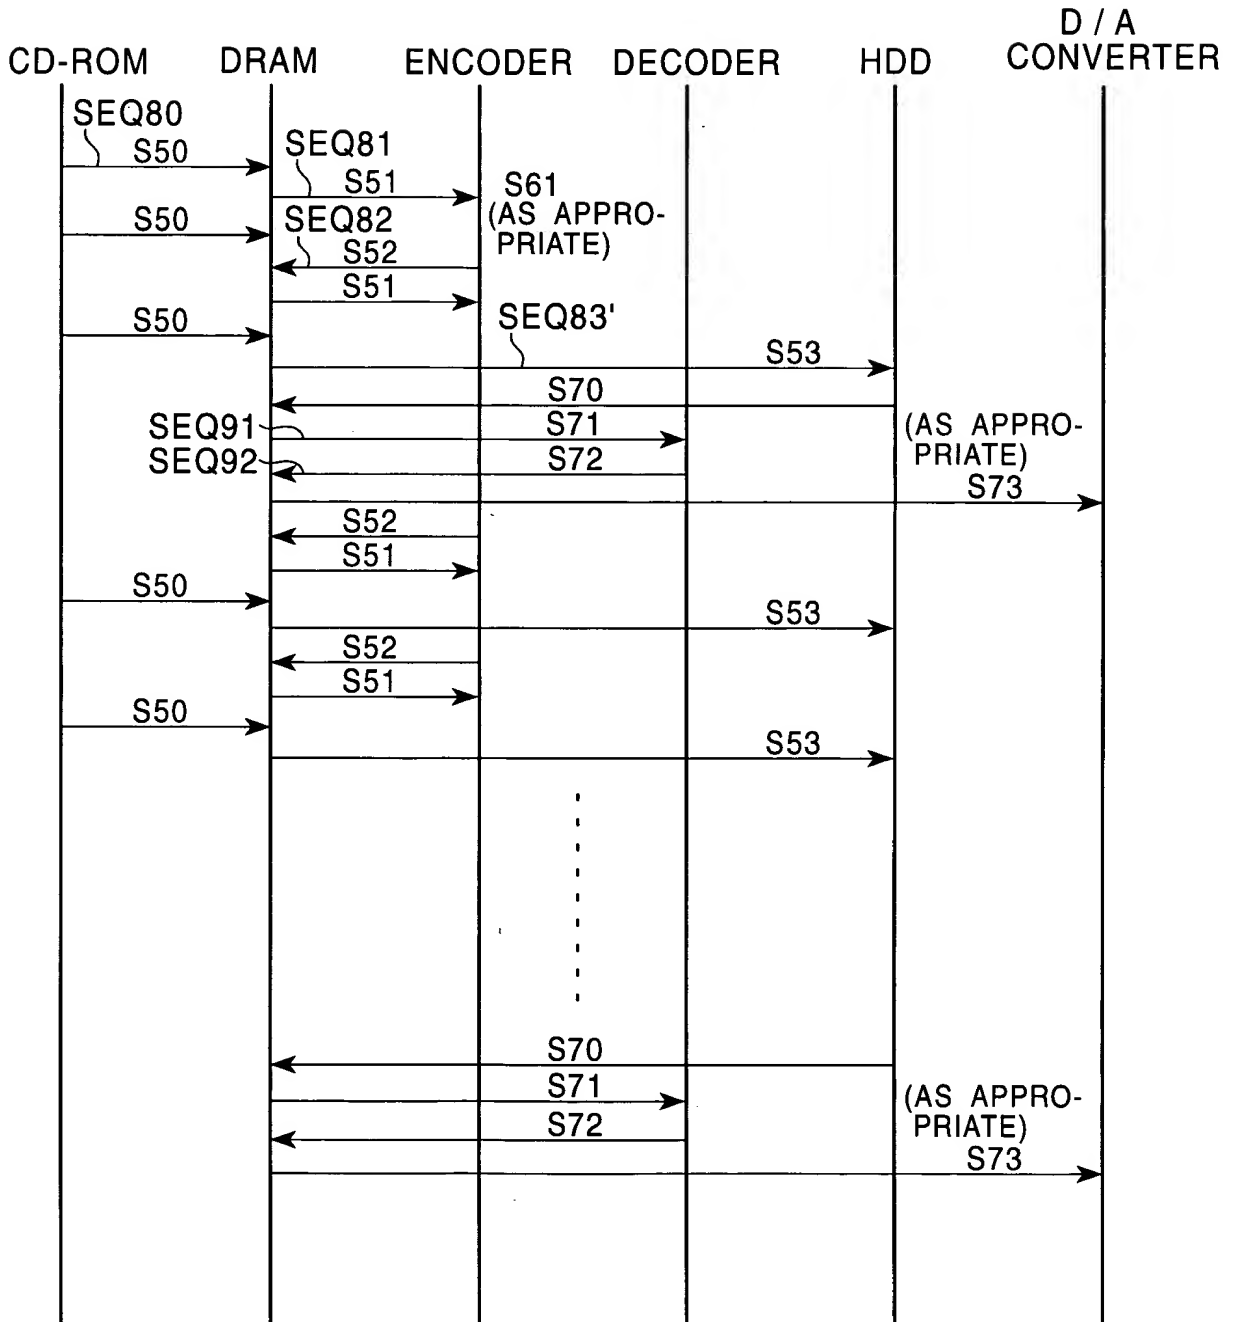 D / A
CD-ROM DRAM ENCODER DECODER HDD CONVERTER
SEQ80
S50
SEQ81
S51
S61
(AS APPRO-
PRIATE)
S50
SEQ82
S52
S51
S50
SEQ83'
S53
S70
SEQ91
S71
(AS APPRO-
PRIATE)
SEQ92
S72
S73
S52
S51
S50
S53
S52
S51
S50
S53
S70
S71
(AS APPRO-
PRIATE)
S72
S73